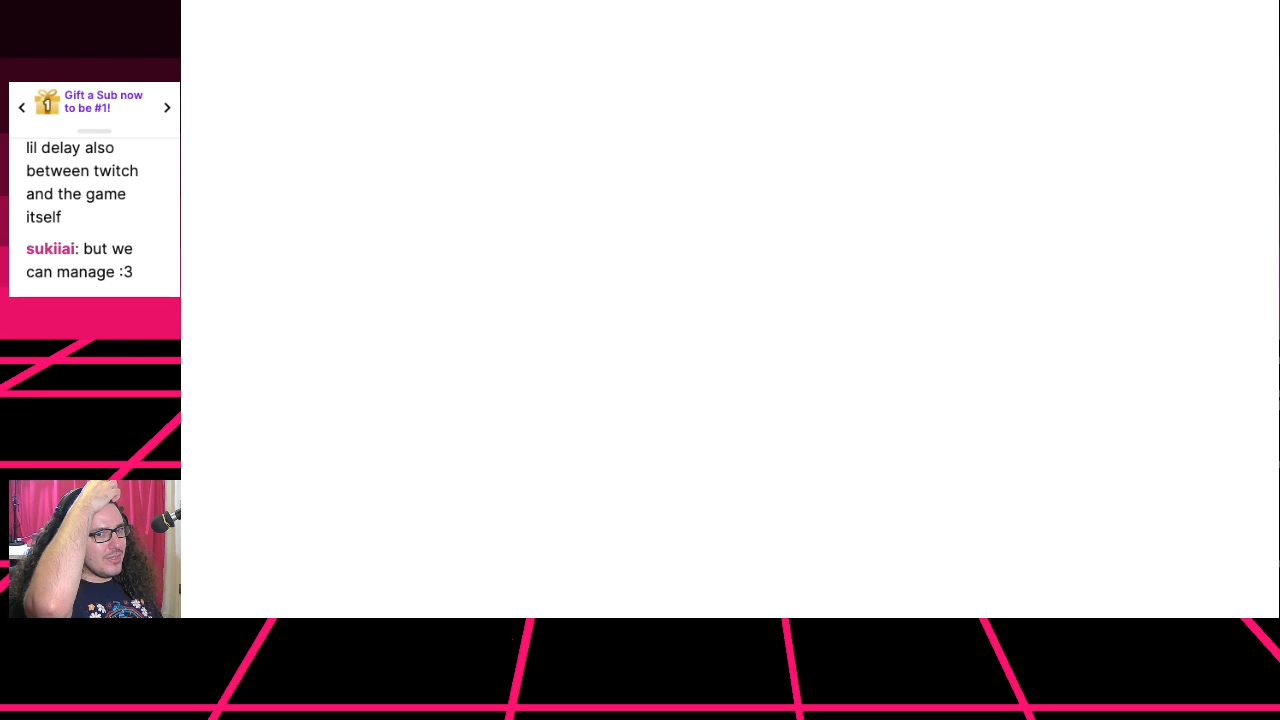 Gift a Sub now
to be #1!
1
lil delay also
between twitch
and the game
itself
sukiiai: but we
can manage :3